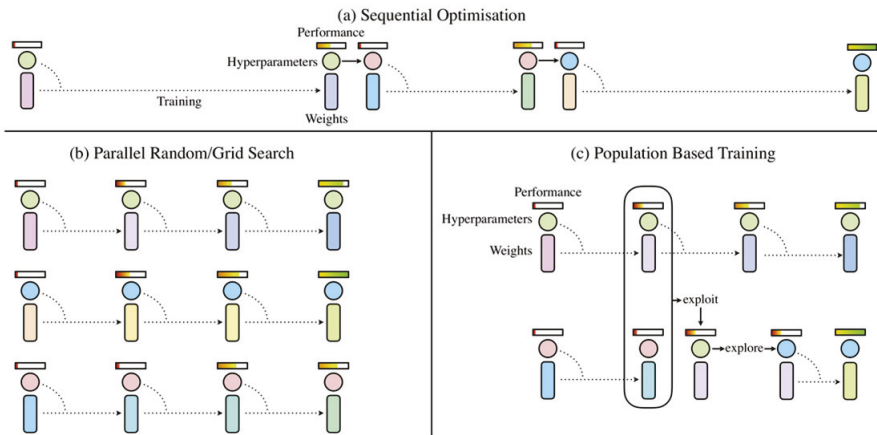 (a) Sequential Optimisation
Performance
Hyperparameters
Training
Weights
(b) Parallel Random/Grid Search
(c) Population Based Training
Performance
Hyperparameters
Weights
exploit
explore